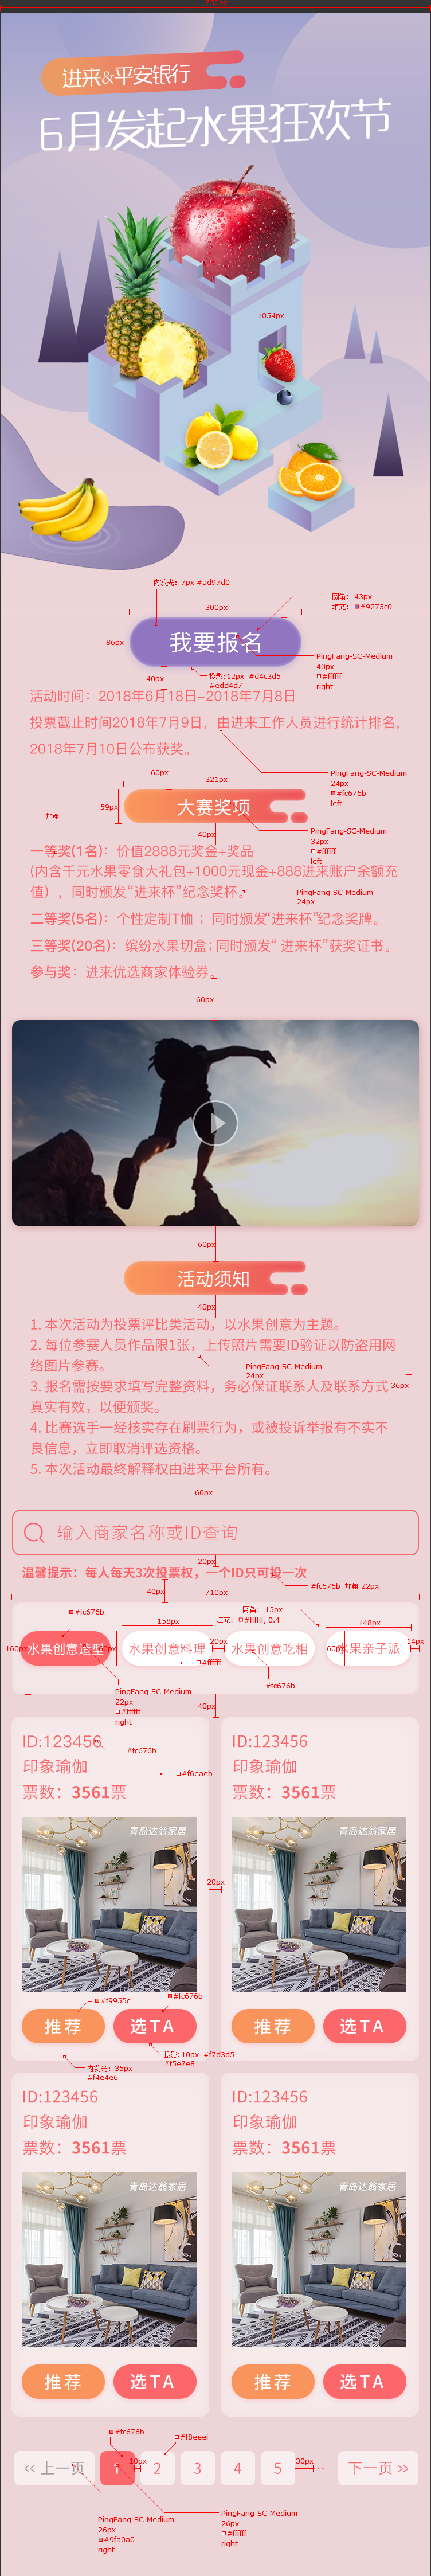 750px
进来&平安银行
6月发起水果狂欢节
1054px
内发光: 7px #ad97d0
圆角: 43px
填充: #9275c0
300px
86px
我要报名
PingFang-SC-Medium
40px
#ffffff
right
40px
投影:12px #d4c3d5-
#edd4d7
活动时间：2018年6月18日-2018年7月8日
投票截止时间2018年7月9日，由进来工作人员进行统计排名，
2018年7月10日公布获奖。
60px
321px
PingFang-SC-Medium
24px
#fc676b
left
59px
大赛奖项
加粗
40px
PingFang-SC-Medium
32px
#ffffff
left
一等奖(1名)：价值2888元奖金+奖品
(内含千元水果零食大礼包+1000元现金+888进来账户余额充
值），同时颁发“进来杯”纪念奖杯。
PingFang-SC-Medium
24px
二等奖(5名)：个性定制T恤 ；同时颁发“进来杯”纪念奖牌。
三等奖(20名)：缤纷水果切盒；同时颁发“ 进来杯”获奖证书。
参与奖：进来优选商家体验券。
60px
60px
活动须知
40px
1. 本次活动为投票评比类活动，以水果创意为主题。
2. 每位参赛人员作品限1张，上传照片需要ID验证以防盗用网
络图片参赛。
PingFang-SC-Medium
24px
3. 报名需按要求填写完整资料，务必保证联系人及联系方式
36px
真实有效，以便颁奖。
4. 比赛选手一经核实存在刷票行为，或被投诉举报有不实不
良信息，立即取消评选资格。
5. 本次活动最终解释权由进来平台所有。
60px
输入商家名称或ID查询
20px
温馨提示：每人每天3次投票权，一个ID只可投一次
#fc676b 加粗 22px
40px
710px
#fc676b
158px
圆角: 15px
填充: #ffffff, 0.4
148px
160px
水果创意造型
60px
水果创意料理
20px
水果创意吃相
60px
水果亲子派
14px
#ffffff
#fc676b
PingFang-SC-Medium
22px
#ffffff
right
40px
ID:123456
#fc676b
印象瑜伽
#f6eaeb
票数：3561票
ID:123456
印象瑜伽
票数：3561票
青岛达翁家居
青岛达翁家居
20px
#f9955c
#fc676b
推荐
选TA
推荐
选TA
投影:10px #f7d3d5-
#f5e7e8
内发光: 35px
#f4e4e6
ID:123456
印象瑜伽
票数：3561票
ID:123456
印象瑜伽
票数：3561票
青岛达翁家居
青岛达翁家居
推荐
选TA
推荐
选TA
#fc676b
#f8eeef
<< 上一页
1
10px
2
3
4
5
30px
下一页 >>
PingFang-SC-Medium
26px
#9fa0a0
right
PingFang-SC-Medium
26px
#ffffff
right